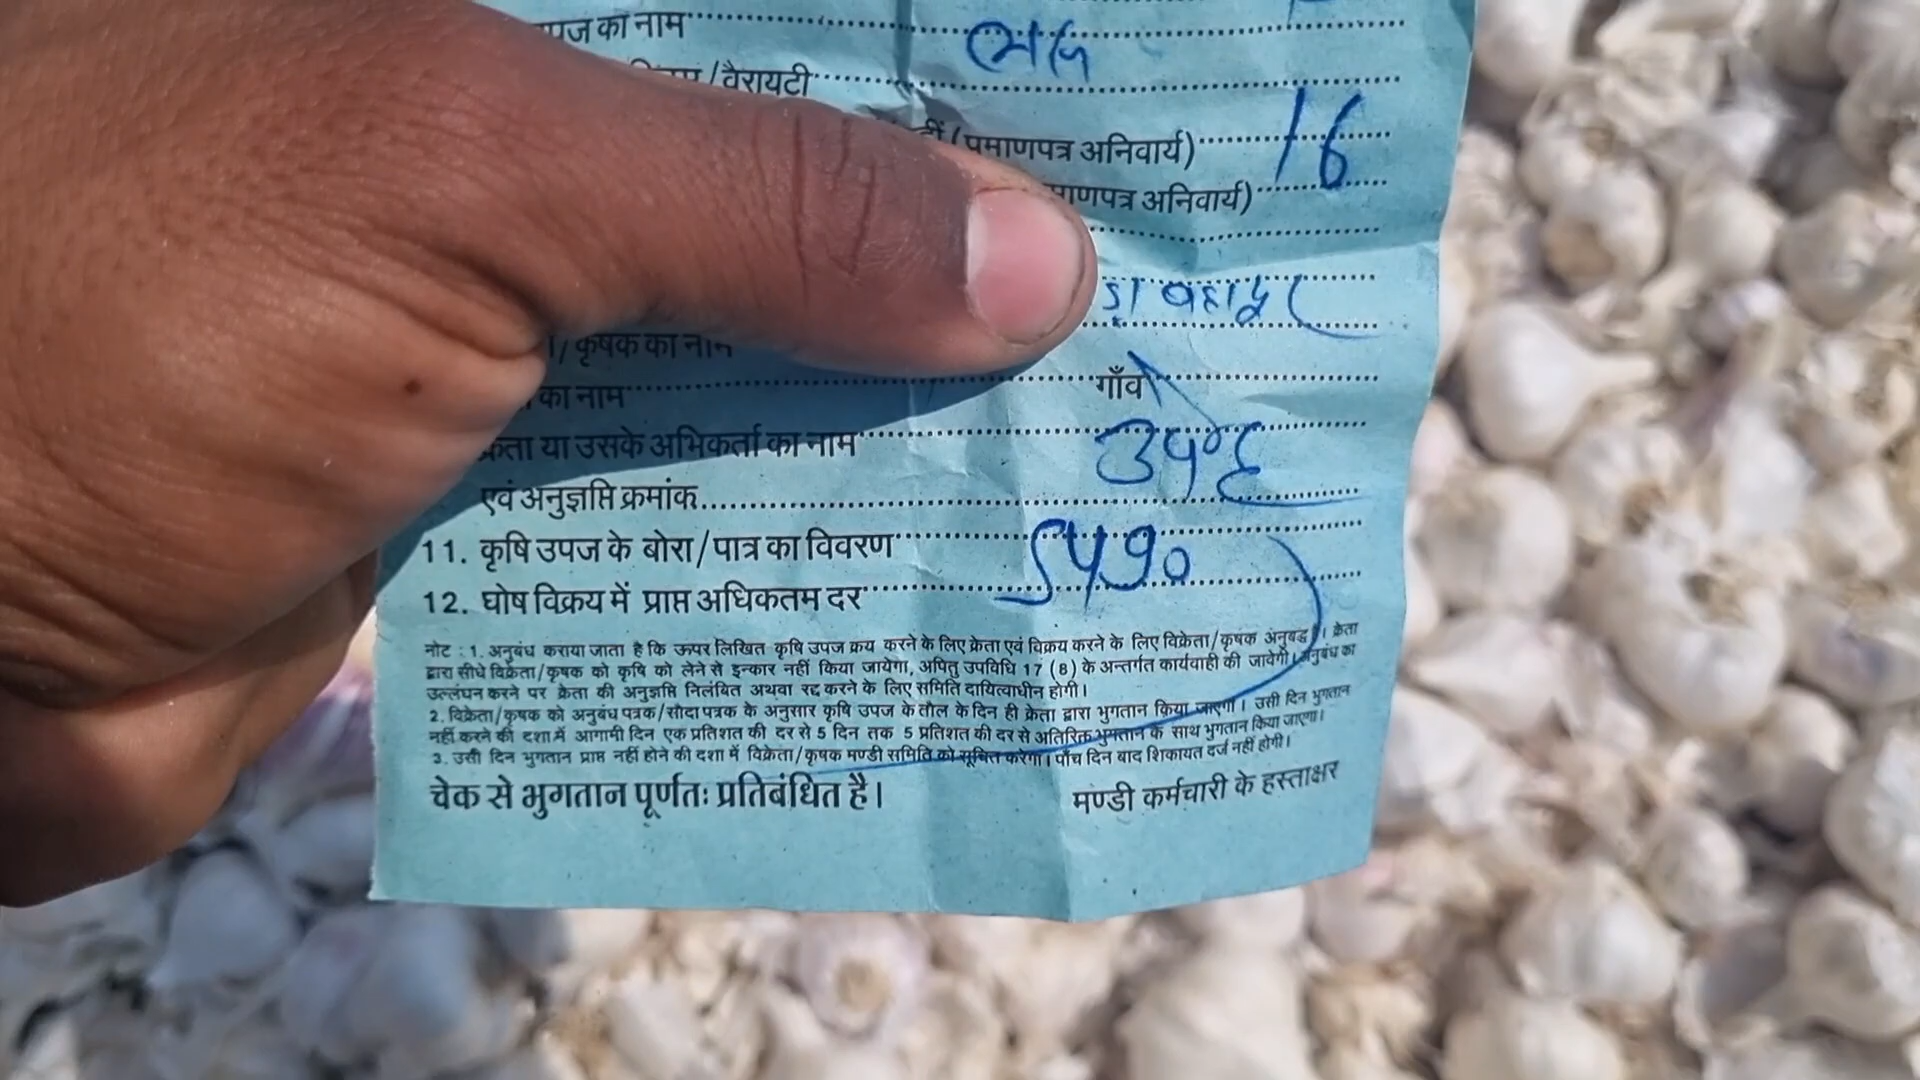 पज का नाम
/वैरायटी
(प्रमाणपत्र अनिवार्य) 16
माणपत्र अनिवार्य)
/कृषक का नाम
का नाम गाँव
क्रेता या उसके अभिकर्ता का नाम
एवं अनुज्ञप्ति क्रमांक
11. कृषि उपज के बोरा/पात्र का विवरण
12. घोष विक्रय में प्राप्त अधिकतम दर
नोट : 1. अनुबंध कराया जाता है कि ऊपर लिखित कृषि उपज क्रय करने के लिए क्रेता एवं विक्रय करने के लिए विक्रेता/कृषक अनुबद्ध है। क्रेता
द्वारा सीधे विक्रेता/कृषक को कृषि को लेने से इन्कार नहीं किया जायेगा, अपितु उपविधि 17 (8) के अन्तर्गत कार्यवाही की जावेगी। अनुबंध का
उल्लंघन करने पर क्रेता की अनुज्ञप्ति निलंबित अथवा रद्द करने के लिए समिति दायित्वाधीन होगी।
2. विक्रेता/कृषक को अनुबंध पत्रक/सौदा पत्रक के अनुसार कृषि उपज के तौल के दिन ही क्रेता द्वारा भुगतान किया जाएगा। उसी दिन भुगतान
नहीं करने की दशा में आगामी दिन एक प्रतिशत की दर से 5 दिन तक 5 प्रतिशत की दर से अतिरिक्त भुगतान के साथ भुगतान किया जाएगा।
3. उसी दिन भुगतान प्राप्त नहीं होने की दशा में विक्रेता/कृषक मण्डी समिति को सूचित करेगा। पाँच दिन बाद शिकायत दर्ज नहीं होगी।
चेक से भुगतान पूर्णतः प्रतिबंधित है।
मण्डी कर्मचारी के हस्ताक्षर